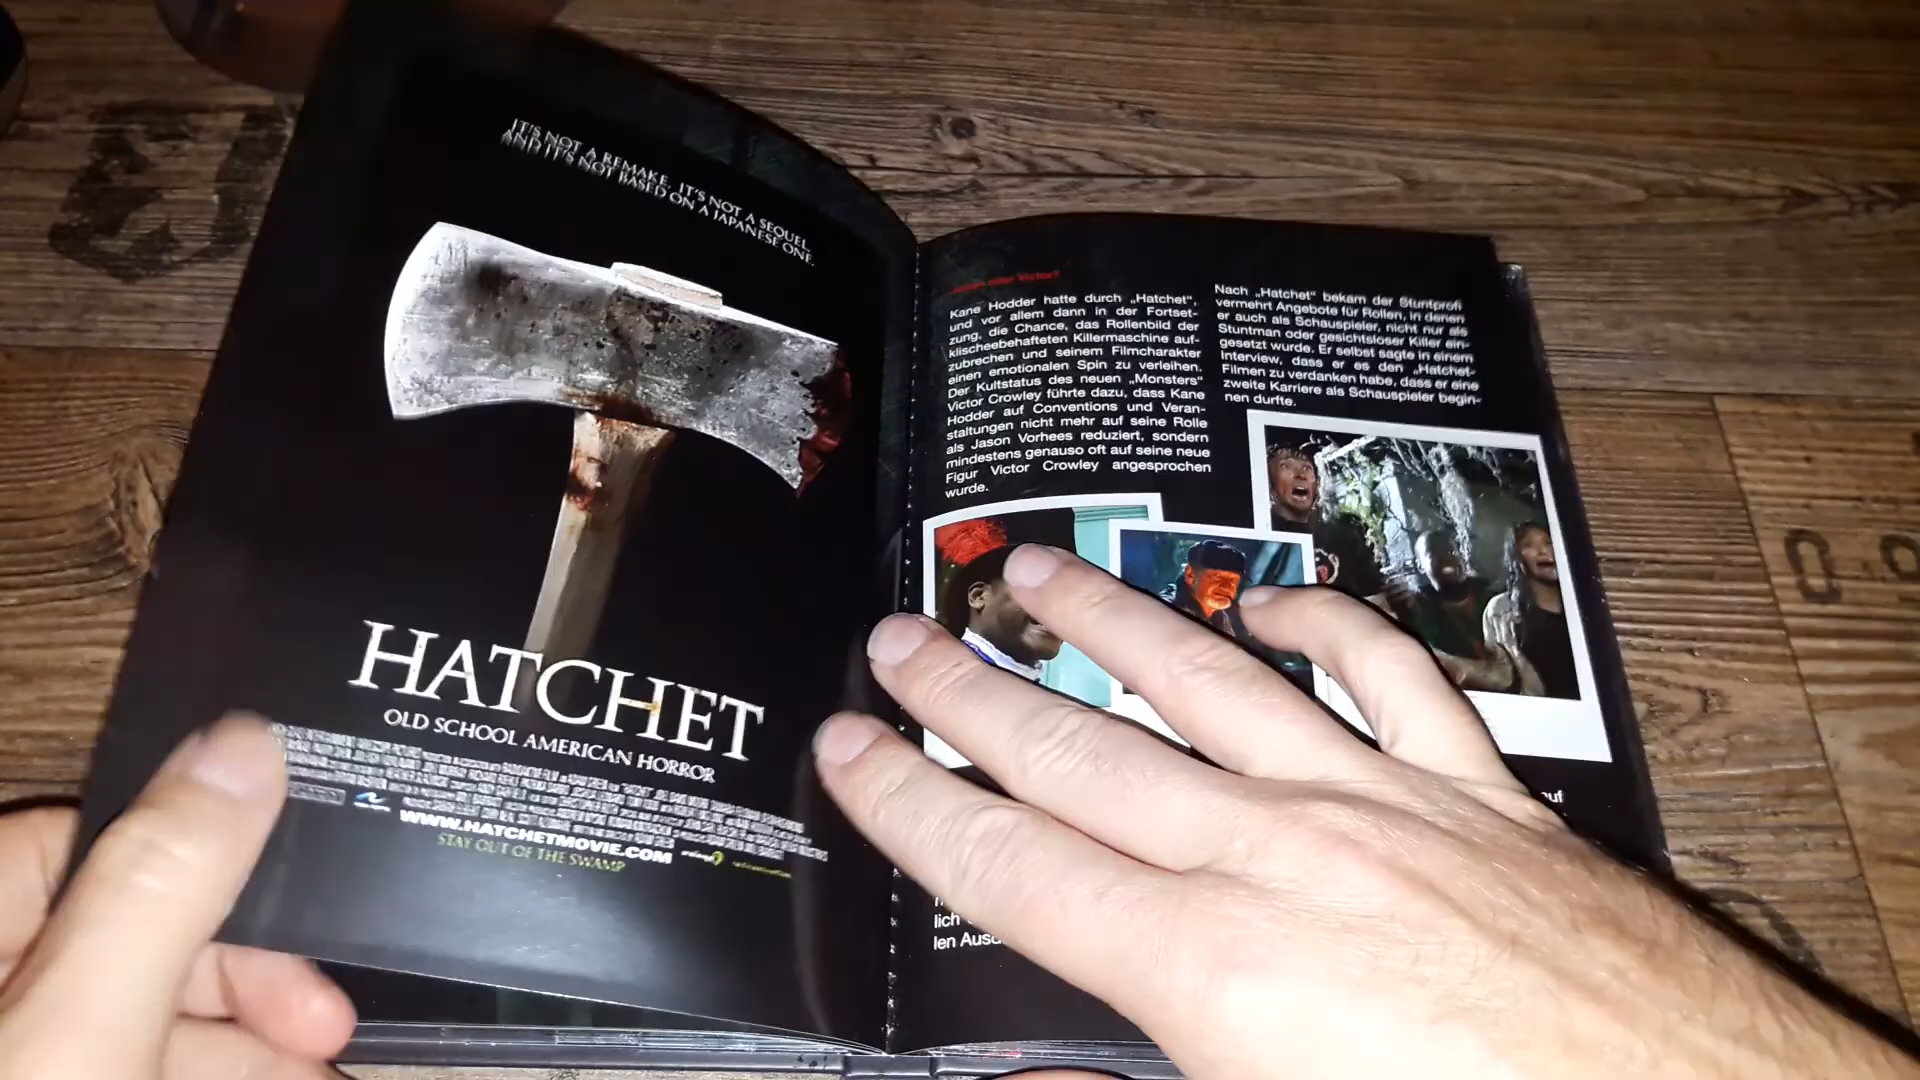 IT'S NOT A REMAKE. IT'S NOT A SEQUEL.
AND IT'S NOT BASED ON A JAPANESE ONE.
HATCHET
OLD SCHOOL AMERICAN HORROR
WWW.HATCHETMOVIE.COM
STAY OUT OF THE SWAMP
oder Victor?
Kane Hodder hatte durch „Hatchet“,
und vor allem dann in der Fortset-
zung, die Chance, das Rollenbild der
klischeebehafteten Killermaschine auf-
zubrechen und seinem Filmcharakter
einen emotionalen Spin zu verleihen.
Der Kultstatus des neuen „Monsters“
Victor Crowley führte dazu, dass Kane
Hodder auf Conventions und Veran-
staltungen nicht mehr auf seine Rolle
als Jason Vorhees reduziert, sondern
mindestens genauso oft auf seine neue
Figur Victor Crowley angesprochen
wurde.
Nach „Hatchet“ bekam der Stuntprofi
vermehrt Angebote für Rollen, in denen
er auch als Schauspieler, nicht nur als
Stuntman oder gesichtsloser Killer ein-
gesetzt wurde. Er selbst sagte in einem
Interview, dass er es den „Hatchet-
Filmen zu verdanken habe, dass er eine
zweite Karriere als Schauspieler begin-
nen durfte.
auf
lich
len